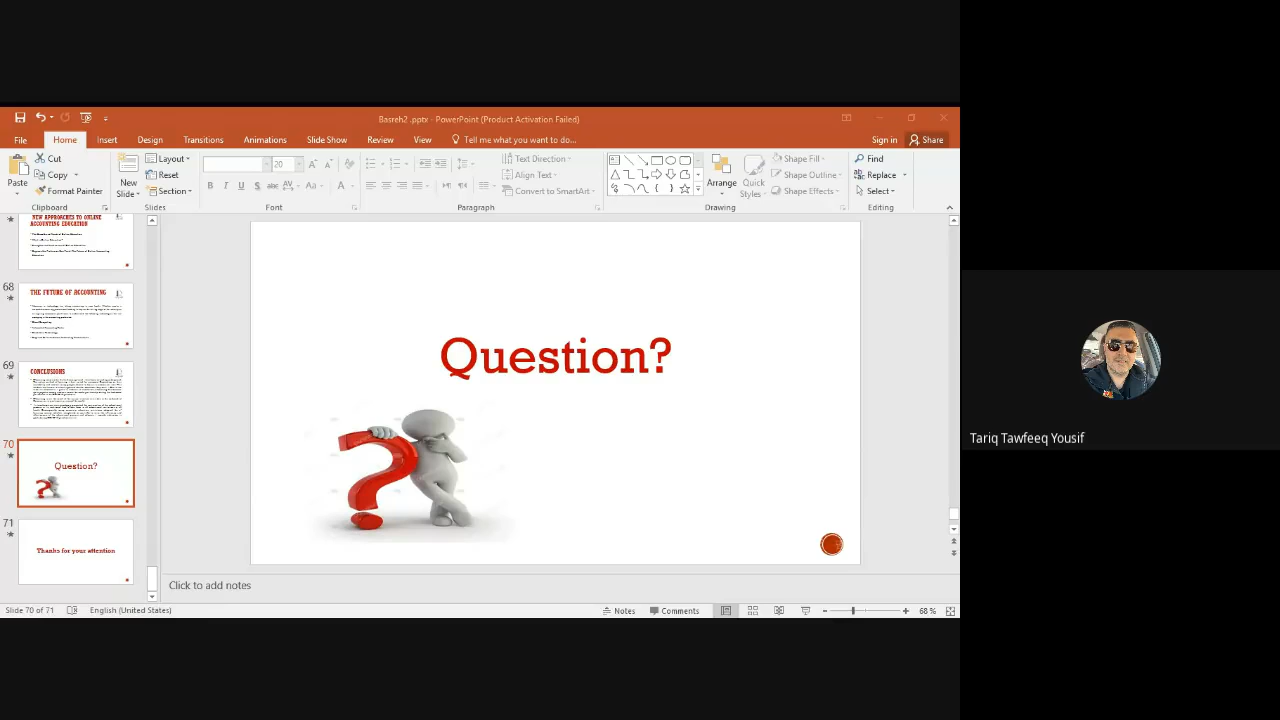 Basreh2 .pptx - PowerPoint (Product Activation Failed)
File Home Insert Design Transitions Animations Slide Show Review View Tell me what you want to do... Sign in Share
Paste
Cut
Copy
Format Painter
Clipboard
New
Slide
Layout
Reset
Section
Slides
20
B I U S abc AV Aa A
Font
Text Direction
Align Text
Convert to SmartArt
Paragraph
Arrange
Quick
Styles
Shape Fill
Shape Outline
Shape Effects
Drawing
Find
Replace
Select
Editing
NEW APPROACHES TO ONLINE
ACCOUNTING EDUCATION
68
THE FUTURE OF ACCOUNTING
69
CONCLUSIONS
70
Question?
71
Thanks for your attention
Question?
Click to add notes
Slide 70 of 71 English (United States) Notes Comments 68 %
Tariq Tawfeeq Yousif